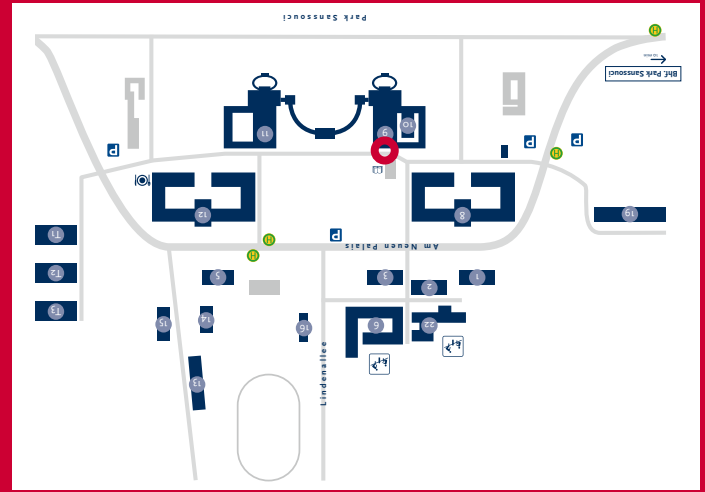 Park Sanssouci
H
Bhf. Park Sanssouci
11
9
10
P
P
P
H
12
8
19
T1
P
H
Am Neuen Palais
H
T2
5
3
2
1
T3
15
14
16
6
22
Lindenallee
13